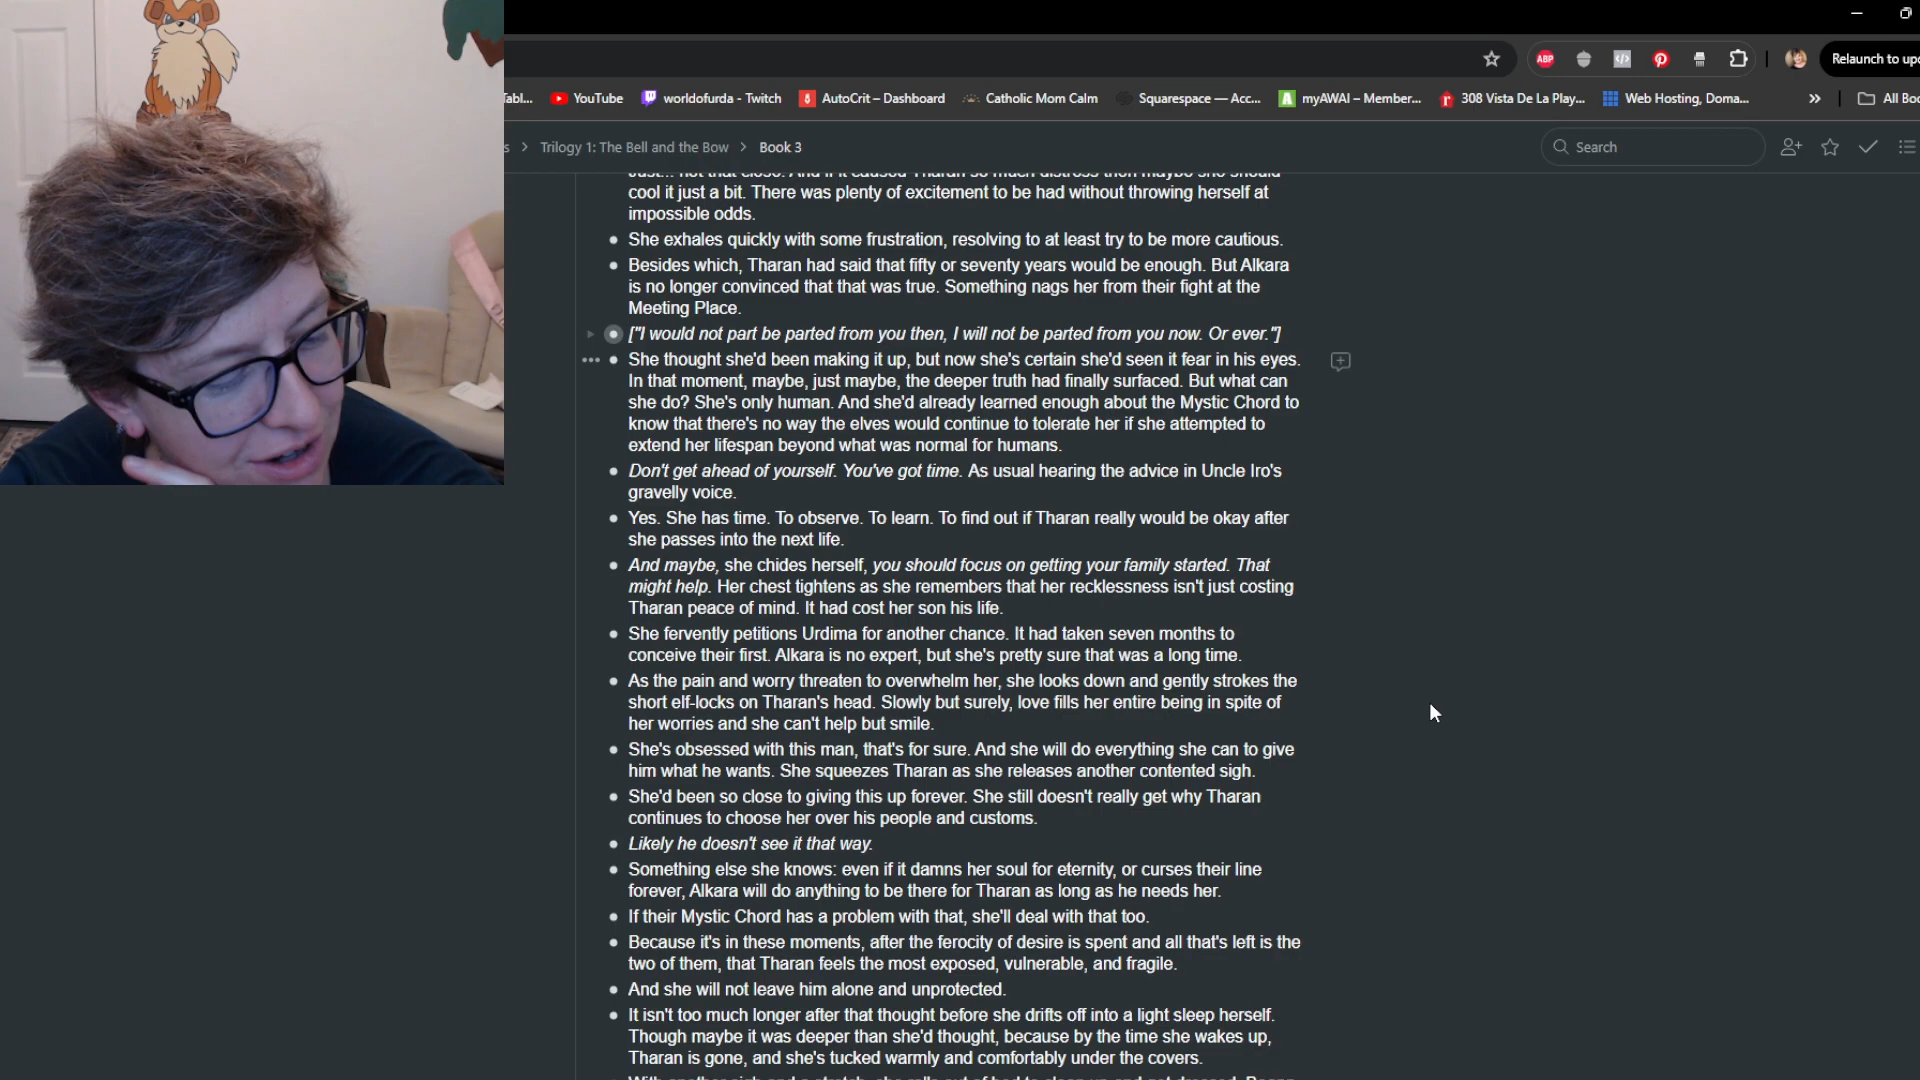 Relaunch to upd
ABP
Tabl...
YouTube
worldofurda - Twitch
AutoCrit – Dashboard
Catholic Mom Calm
Squarespace — Acc...
myAWAI – Member...
308 Vista De La Play...
Web Hosting, Doma...
»
All Boo
s > Trilogy 1: The Bell and the Bow > Book 3
Search
Just... not that close. And if it caused Tharan so much distress then maybe she should
cool it just a bit. There was plenty of excitement to be had without throwing herself at
impossible odds.
She exhales quickly with some frustration, resolving to at least try to be more cautious.
Besides which, Tharan had said that fifty or seventy years would be enough. But Alkara
is no longer convinced that that was true. Something nags her from their fight at the
Meeting Place.
["I would not part be parted from you then, I will not be parted from you now. Or ever."]
She thought she'd been making it up, but now she's certain she'd seen it fear in his eyes.
In that moment, maybe, just maybe, the deeper truth had finally surfaced. But what can
she do? She's only human. And she'd already learned enough about the Mystic Chord to
know that there's no way the elves would continue to tolerate her if she attempted to
extend her lifespan beyond what was normal for humans.
Don't get ahead of yourself. You've got time. As usual hearing the advice in Uncle Iro's
gravelly voice.
Yes. She has time. To observe. To learn. To find out if Tharan really would be okay after
she passes into the next life.
And maybe, she chides herself, you should focus on getting your family started. That
might help. Her chest tightens as she remembers that her recklessness isn't just costing
Tharan peace of mind. It had cost her son his life.
She fervently petitions Urdima for another chance. It had taken seven months to
conceive their first. Alkara is no expert, but she's pretty sure that was a long time.
As the pain and worry threaten to overwhelm her, she looks down and gently strokes the
short elf-locks on Tharan's head. Slowly but surely, love fills her entire being in spite of
her worries and she can't help but smile.
She's obsessed with this man, that's for sure. And she will do everything she can to give
him what he wants. She squeezes Tharan as she releases another contented sigh.
She'd been so close to giving this up forever. She still doesn't really get why Tharan
continues to choose her over his people and customs.
Likely he doesn't see it that way.
Something else she knows: even if it damns her soul for eternity, or curses their line
forever, Alkara will do anything to be there for Tharan as long as he needs her.
If their Mystic Chord has a problem with that, she'll deal with that too.
Because it's in these moments, after the ferocity of desire is spent and all that's left is the
two of them, that Tharan feels the most exposed, vulnerable, and fragile.
And she will not leave him alone and unprotected.
It isn't too much longer after that thought before she drifts off into a light sleep herself.
Though maybe it was deeper than she'd thought, because by the time she wakes up,
Tharan is gone, and she's tucked warmly and comfortably under the covers.